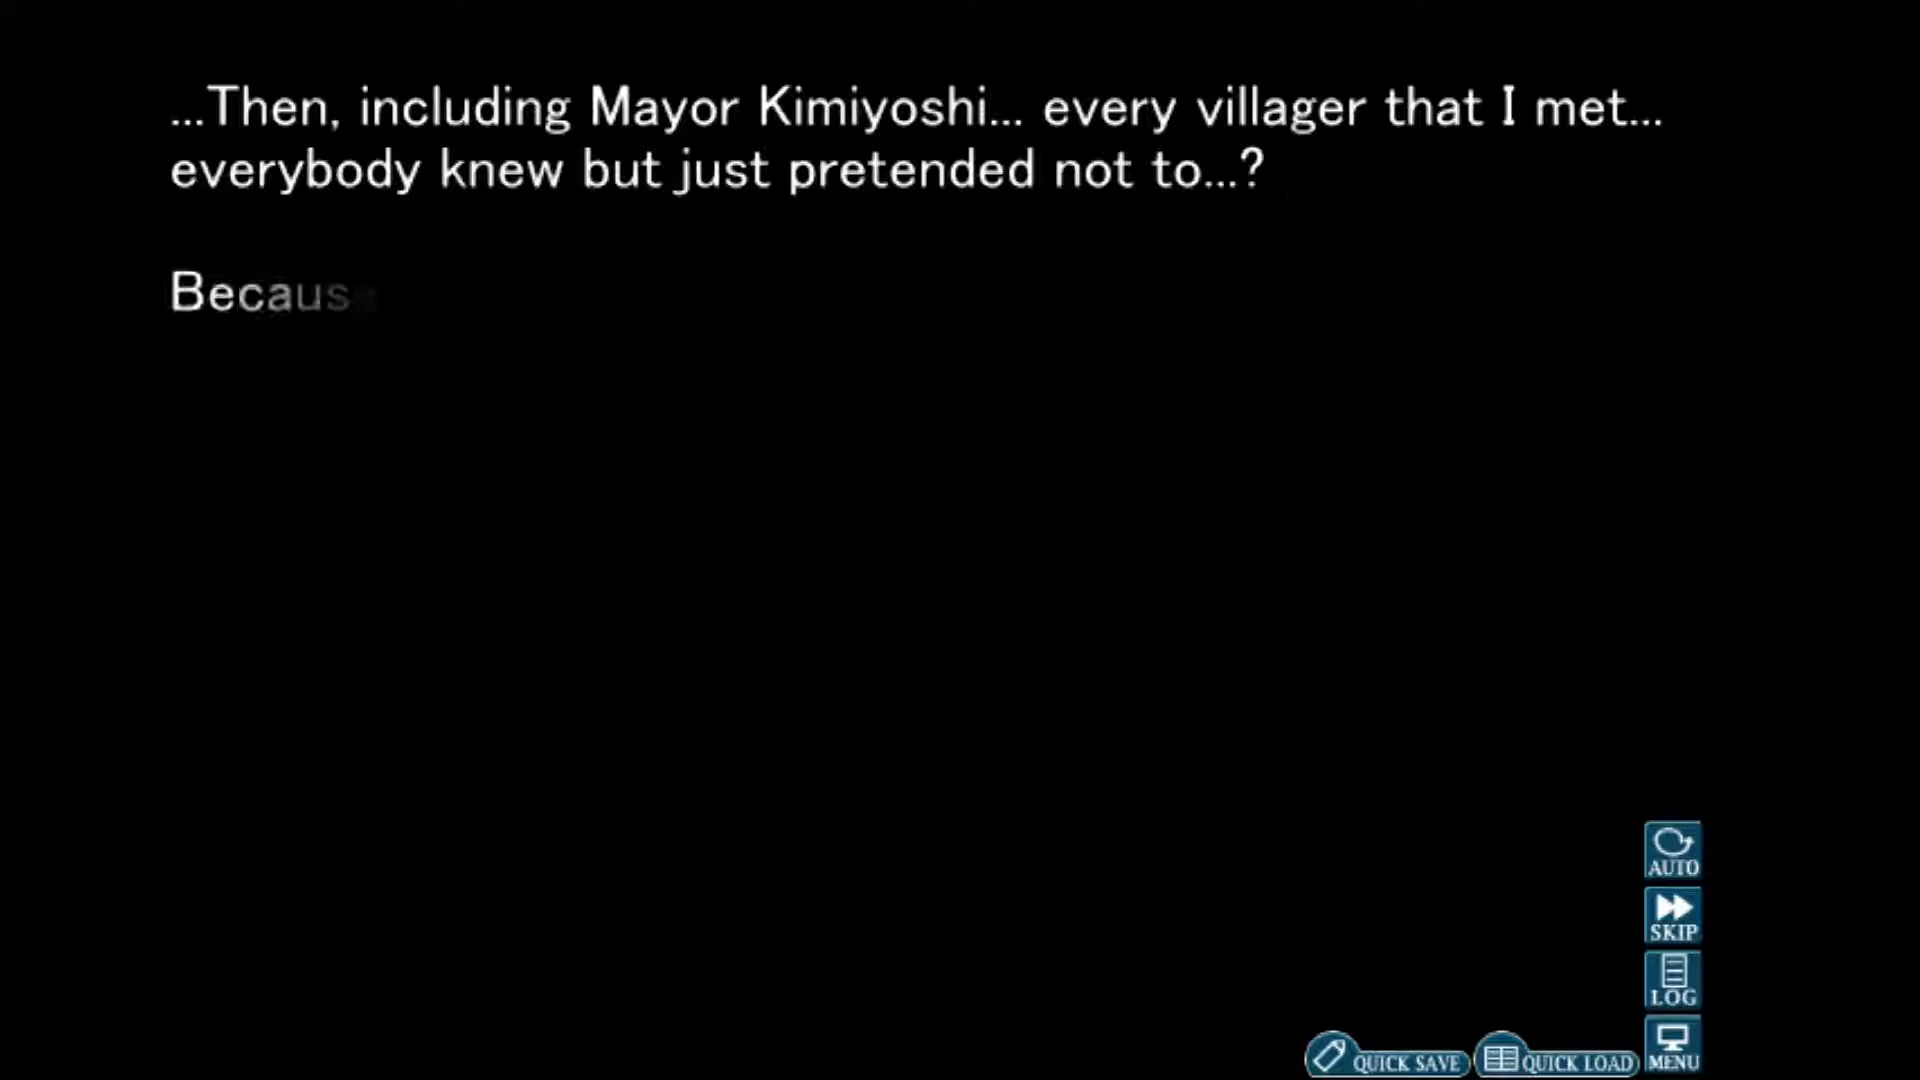 ...Then, including Mayor Kimiyoshi... every villager that I met...
everybody knew but just pretended not to...?
Becaus
AUTO
SKIP
LOG
MENU
QUICK SAVE
QUICK LOAD